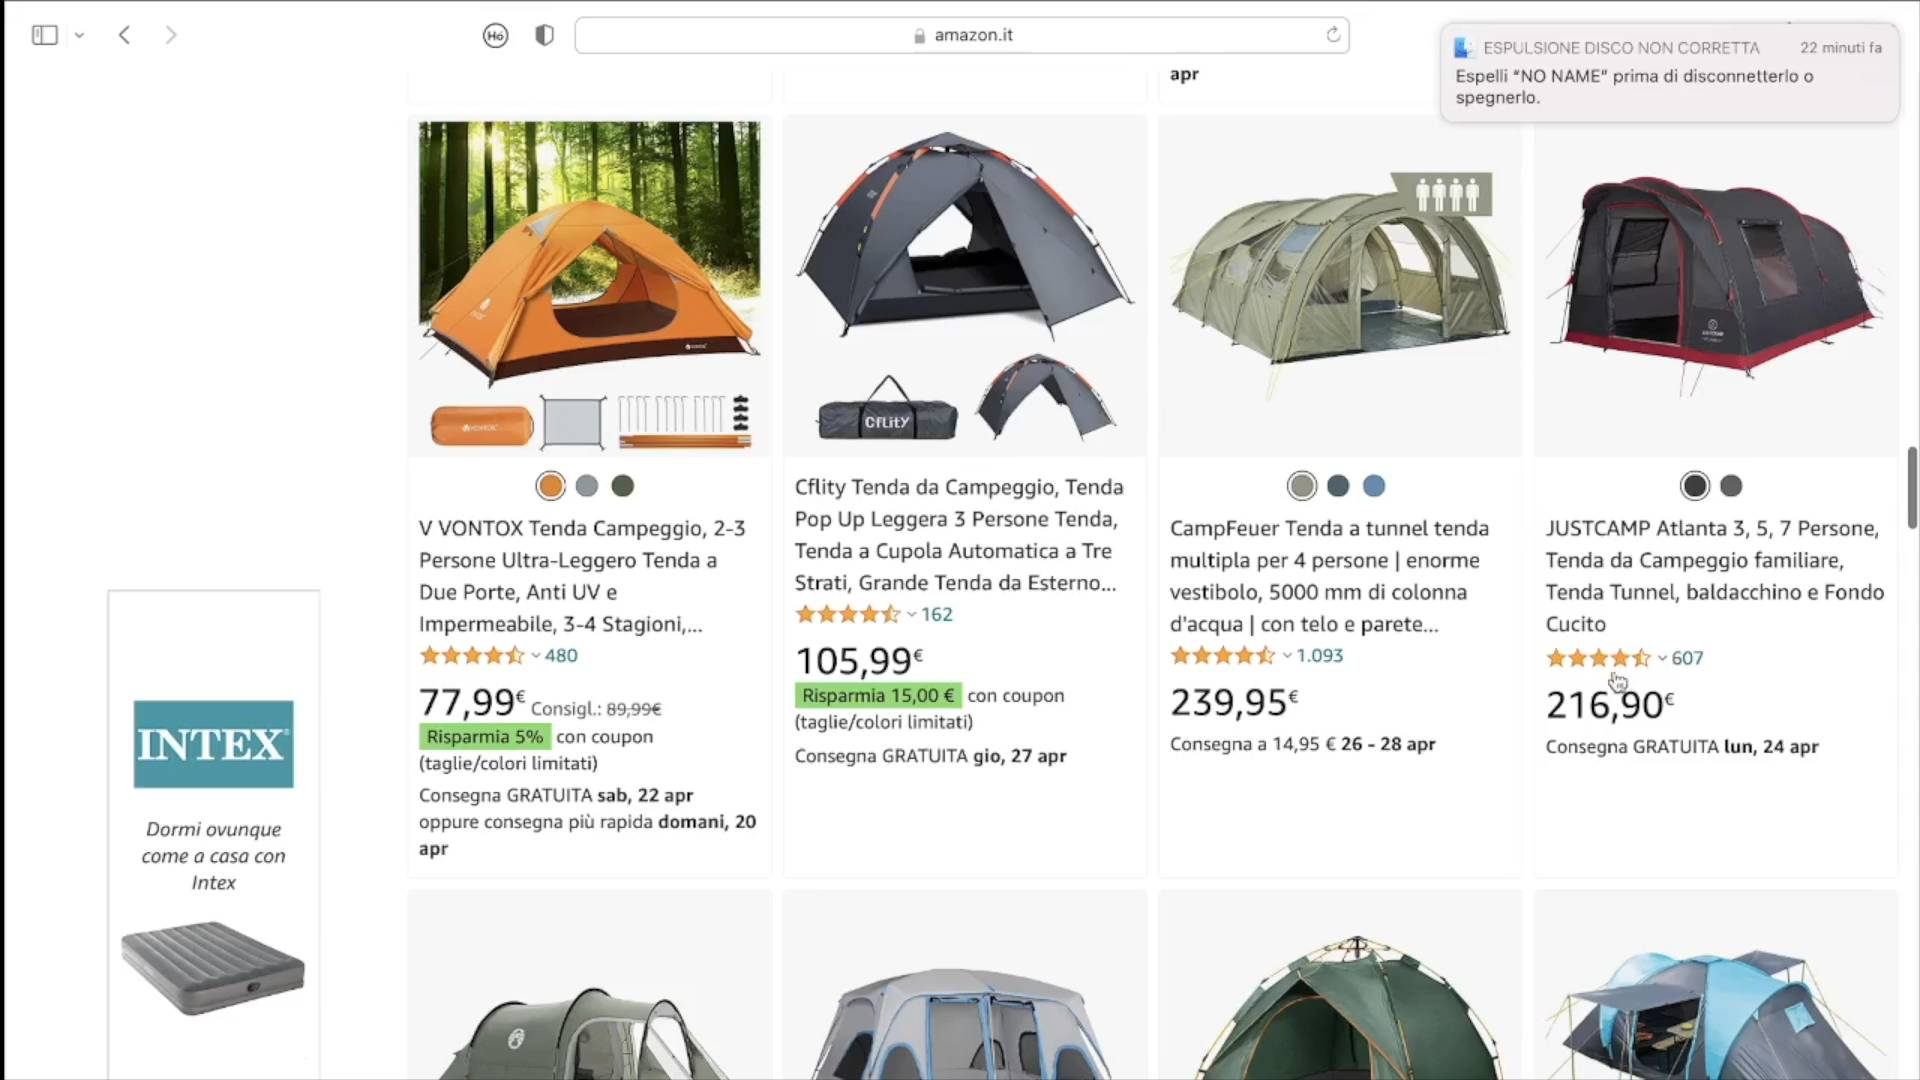 Hó
amazon.it
ESPULSIONE DISCO NON CORRETTA
22 minuti fa
Espelli “NO NAME” prima di disconnetterlo o
spegnerlo.
apr
VONTOX
CFLITY
V VONTOX Tenda Campeggio, 2-3
Persone Ultra-Leggero Tenda a
Due Porte, Anti UV e
Impermeabile, 3-4 Stagioni,...
480
77,99€ Consigl.: 89,99€
Risparmia 5% con coupon
(taglie/colori limitati)
Consegna GRATUITA sab, 22 apr
oppure consegna più rapida domani, 20
apr
Cflity Tenda da Campeggio, Tenda
Pop Up Leggera 3 Persone Tenda,
Tenda a Cupola Automatica a Tre
Strati, Grande Tenda da Esterno...
162
105,99€
Risparmia 15,00 € con coupon
(taglie/colori limitati)
Consegna GRATUITA gio, 27 apr
CampFeuer Tenda a tunnel tenda
multipla per 4 persone | enorme
vestibolo, 5000 mm di colonna
d'acqua | con telo e parete...
1.093
239,95€
Consegna a 14,95 € 26 - 28 apr
JUSTCAMP Atlanta 3, 5, 7 Persone,
Tenda da Campeggio familiare,
Tenda Tunnel, baldacchino e Fondo
Cucito
607
216,90€
Consegna GRATUITA lun, 24 apr
INTEX
Dormi ovunque
come a casa con
Intex